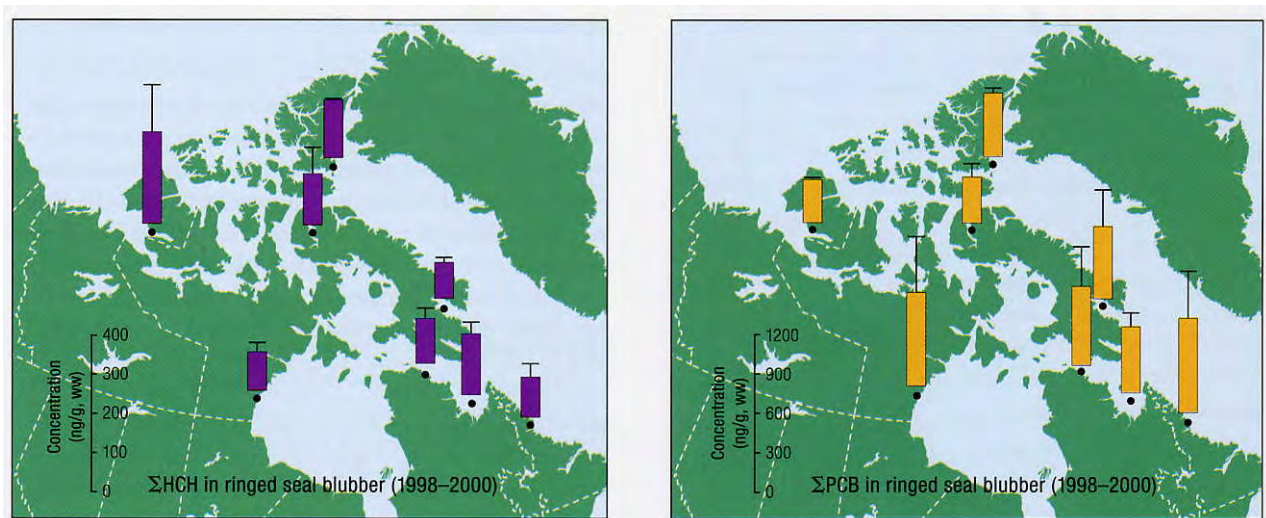 400
300
200
100
0
Concentration
(ng/g, ww)
ΣHCH in ringed seal blubber (1998–2000)
1200
900
600
300
0
Concentration
(ng/g, ww)
ΣPCB in ringed seal blubber (1998–2000)